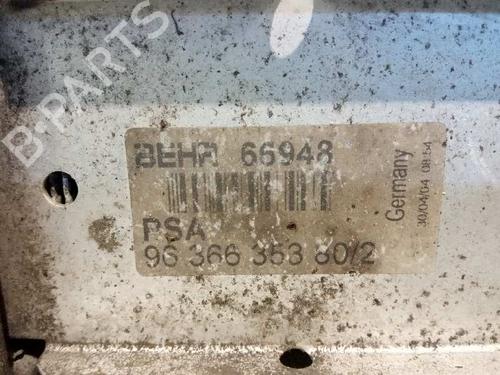 B-PARTS
BEHR 66948
PSA
96 366 353 80/2
Germany
30/04/04 08:54